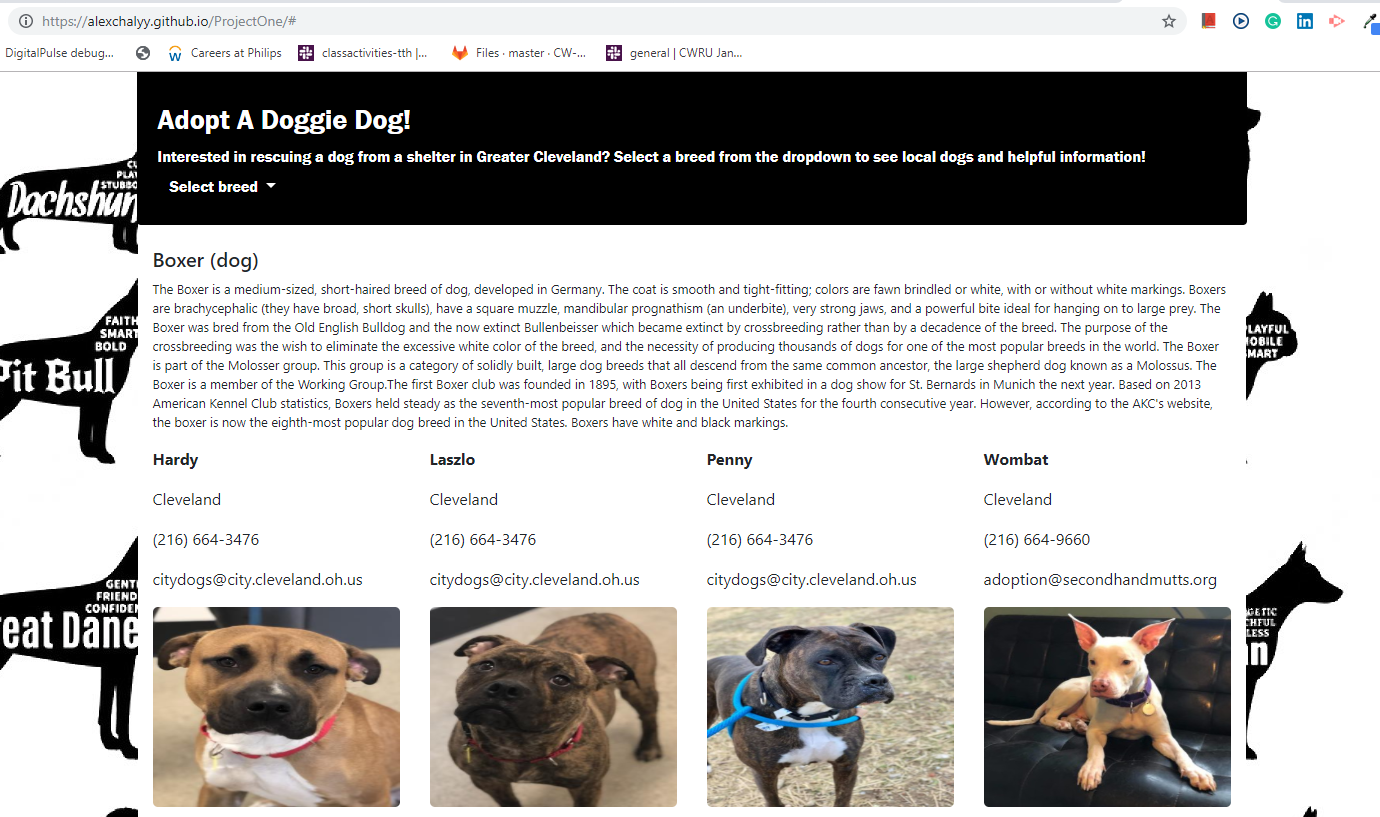 https://alexchalyy.github.io/ProjectOne/#
DigitalPulse debug... Careers at Philips classactivities-tth |... Files · master · CW-... general | CWRU Jan...
Adopt A Doggie Dog!
Interested in rescuing a dog from a shelter in Greater Cleveland? Select a breed from the dropdown to see local dogs and helpful information!
Select breed
STUBBO
Dachshun
FAITH
SMART
BOLD
Pit Bull
GENT
FRIEND
CONFIDEN
reat Dane
PLAYFUL
MOBILE
SMART
GETIC
CHFUL
LESS
an
Boxer (dog)
The Boxer is a medium-sized, short-haired breed of dog, developed in Germany. The coat is smooth and tight-fitting; colors are fawn brindled or white, with or without white markings. Boxers
are brachycephalic (they have broad, short skulls), have a square muzzle, mandibular prognathism (an underbite), very strong jaws, and a powerful bite ideal for hanging on to large prey. The
Boxer was bred from the Old English Bulldog and the now extinct Bullenbeisser which became extinct by crossbreeding rather than by a decadence of the breed. The purpose of the
crossbreeding was the wish to eliminate the excessive white color of the breed, and the necessity of producing thousands of dogs for one of the most popular breeds in the world. The Boxer
is part of the Molosser group. This group is a category of solidly built, large dog breeds that all descend from the same common ancestor, the large shepherd dog known as a Molossus. The
Boxer is a member of the Working Group.The first Boxer club was founded in 1895, with Boxers being first exhibited in a dog show for St. Bernards in Munich the next year. Based on 2013
American Kennel Club statistics, Boxers held steady as the seventh-most popular breed of dog in the United States for the fourth consecutive year. However, according to the AKC's website,
the boxer is now the eighth-most popular dog breed in the United States. Boxers have white and black markings.
Hardy Laszlo Penny Wombat
Cleveland Cleveland Cleveland Cleveland
(216) 664-3476 (216) 664-3476 (216) 664-3476 (216) 664-9660
citydogs@city.cleveland.oh.us citydogs@city.cleveland.oh.us citydogs@city.cleveland.oh.us adoption@secondhandmutts.org